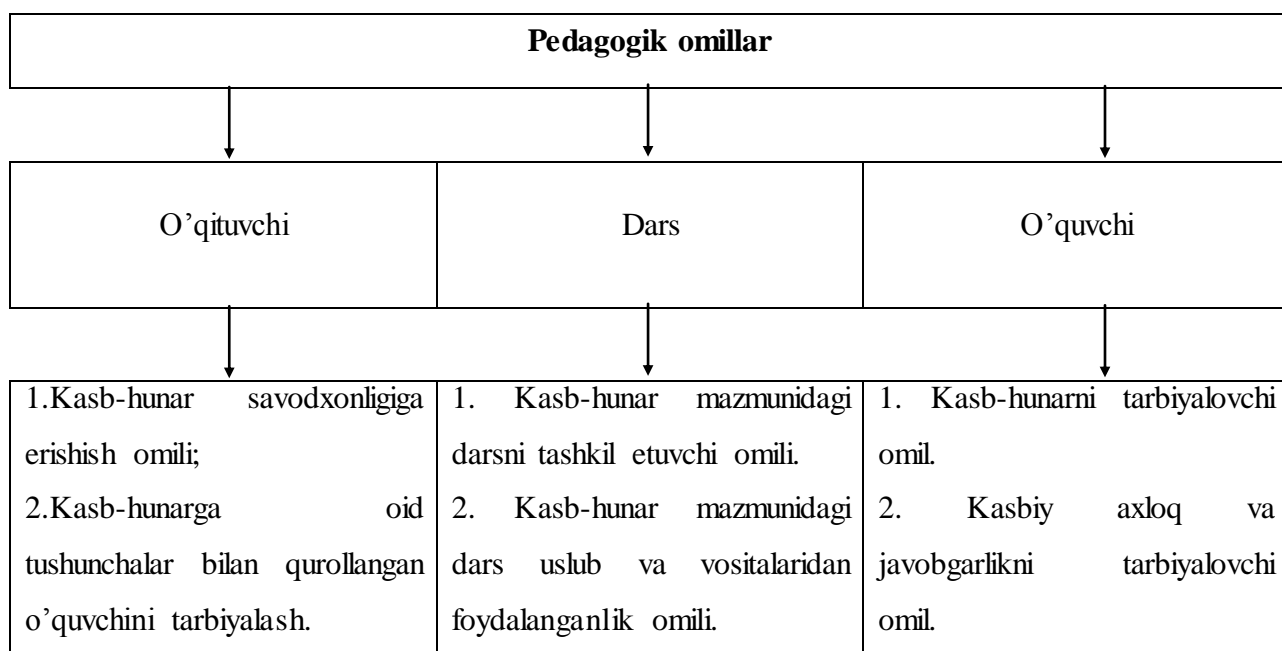 Pedagogik omillar
O’qituvchi
Dars
O’quvchi
1.Kasb-hunar savodxonligiga
erishish omili;
2.Kasb-hunarga oid
tushunchalar bilan qurollangan
o’quvchini tarbiyalash.
1. Kasb-hunar mazmunidagi
darsni tashkil etuvchi omili.
2. Kasb-hunar mazmunidagi
dars uslub va vositalaridan
foydalanganlik omili.
1. Kasb-hunarni tarbiyalovchi
omil.
2. Kasbiy axloq va
javobgarlikni tarbiyalovchi
omil.